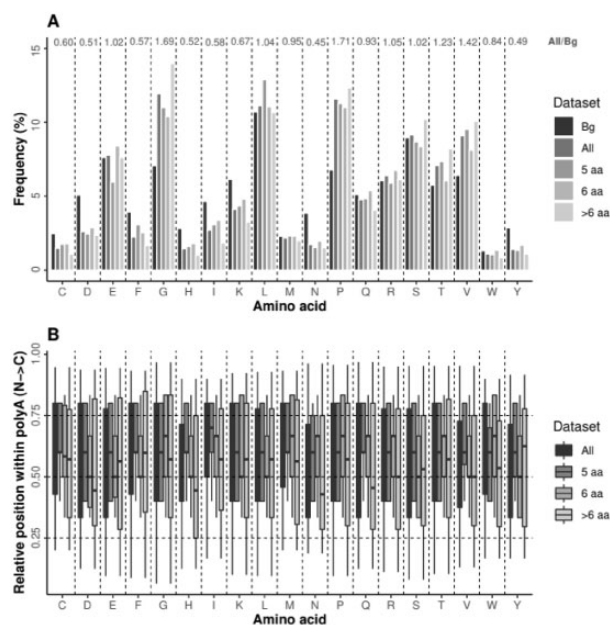 A
0.60 0.51 1.02 0.57 1.69 0.52 0.58 0.67 1.04 0.95 0.45 1.71 0.93 1.05 1.02 1.23 1.42 0.84 0.49 All/Bg
15
10
5
0
Frequency (%)
C D E F G H I K L M N P Q R S T V W Y
Amino acid
Dataset
Bg
All
5 aa
6 aa
>6 aa
B
1.00
0.75
0.50
0.25
Relative position within polyA (N->C)
C D E F G H I K L M N P Q R S T V W Y
Amino acid
Dataset
All
5 aa
6 aa
>6 aa